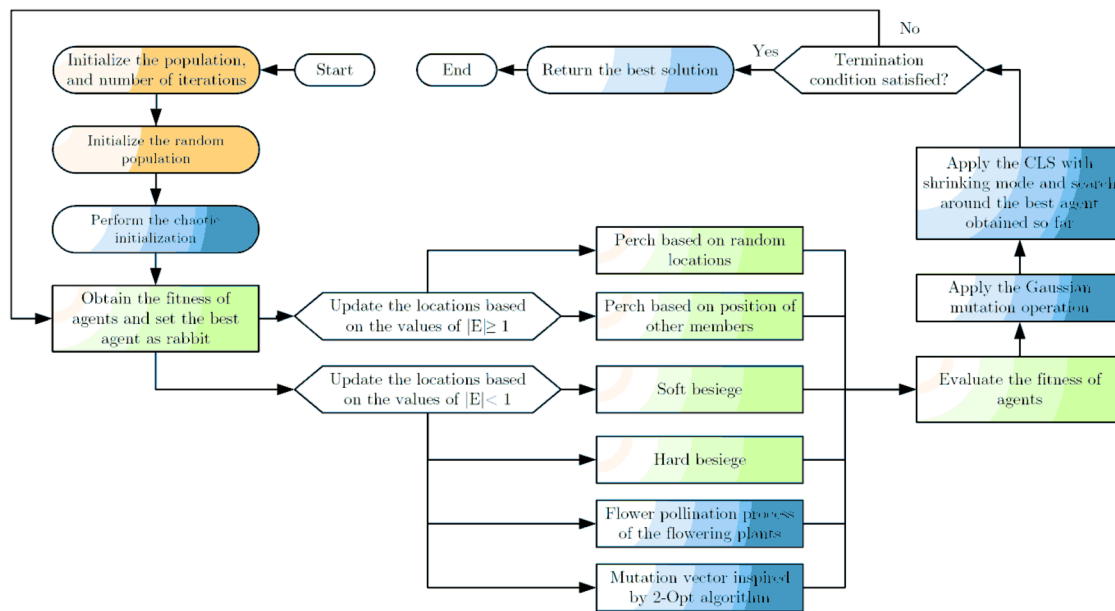 No
Yes
Initialize the population,
and number of iterations
Start
End
Return the best solution
Termination
condition satisfied?
Initialize the random
population
Perform the chaotic
initialization
Apply the CLS with
shrinking mode and search
around the best agent
obtained so far
Perch based on random
locations
Obtain the fitness of
agents and set the best
agent as rabbit
Update the locations based
on the values of |E|≥ 1
Perch based on position of
other members
Apply the Gaussian
mutation operation
Update the locations based
on the values of |E|< 1
Soft besiege
Evaluate the fitness of
agents
Hard besiege
Flower pollination process
of the flowering plants
Mutation vector inspired
by 2-Opt algorithm